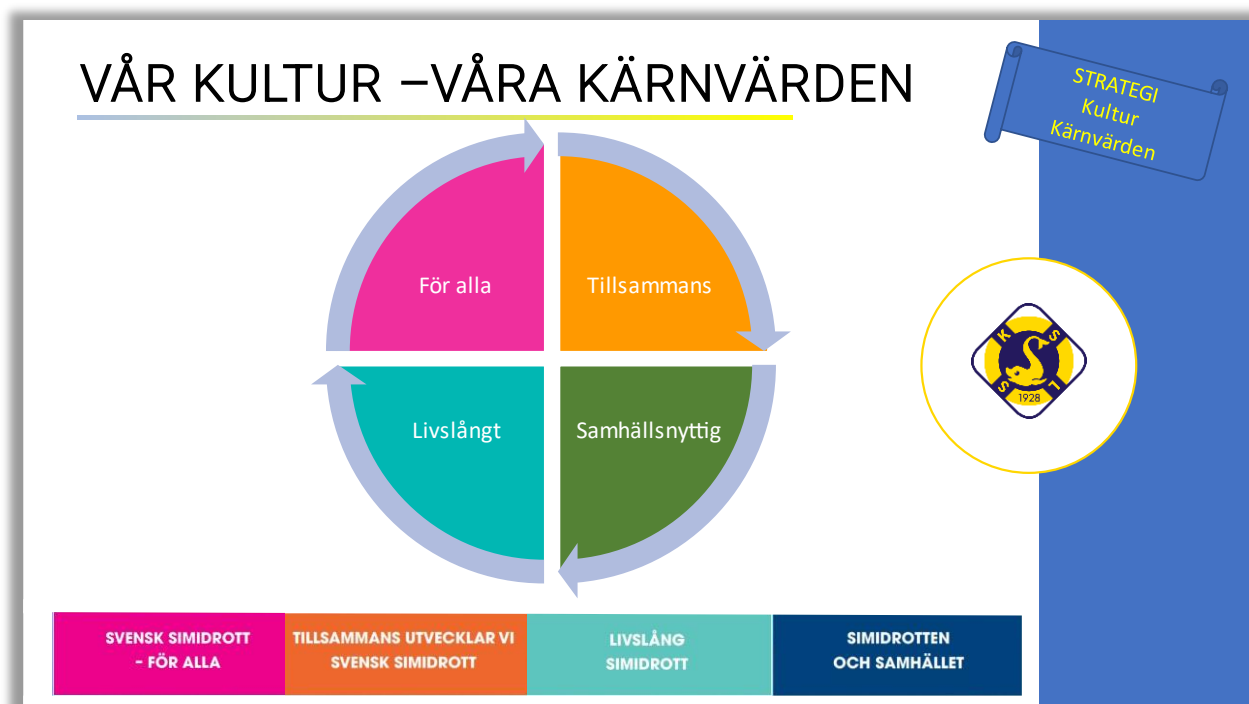 VÅR KULTUR –VÅRA KÄRNVÄRDEN
STRATEGI
Kultur
Kärnvärden
För alla
Tillsammans
Livslångt
Samhällsnyttig
K
S
S
L
1928
SVENSK SIMIDROTT
- FÖR ALLA
TILLSAMMANS UTVECKLAR VI
SVENSK SIMIDROTT
LIVSLÅNG
SIMIDROTT
SIMIDROTTEN
OCH SAMHÄLLET